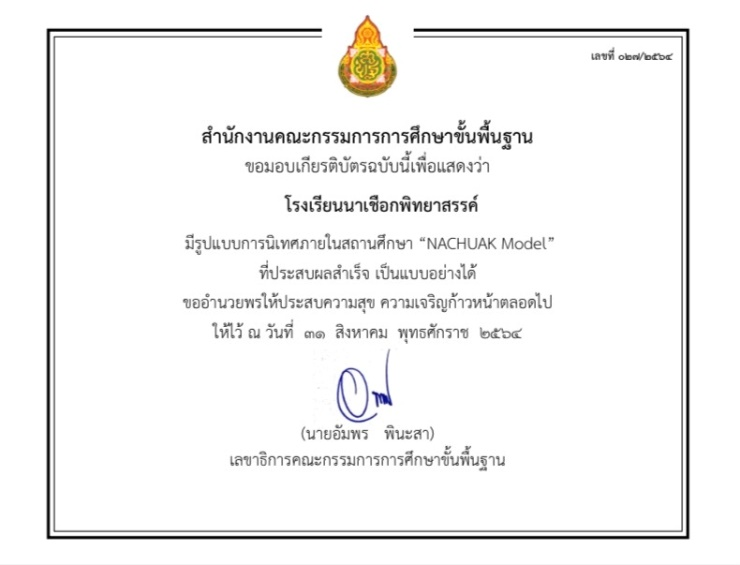 เลขที่ ๐๒๗/๒๕๖๔
สำนักงานคณะกรรมการการศึกษาขั้นพื้นฐาน
ขอมอบเกียรติบัตรฉบับนี้เพื่อแสดงว่า
โรงเรียนนาเชือกพิทยาสรรค์
มีรูปแบบการนิเทศภายในสถานศึกษา “NACHUAK Model”
ที่ประสบผลสำเร็จ เป็นแบบอย่างได้
ขออำนวยพรให้ประสบความสุข ความเจริญก้าวหน้าตลอดไป
ให้ไว้ ณ วันที่ ๓๑ สิงหาคม พุทธศักราช ๒๕๖๔
(นายอัมพร พินะสา)
เลขาธิการคณะกรรมการการศึกษาขั้นพื้นฐาน